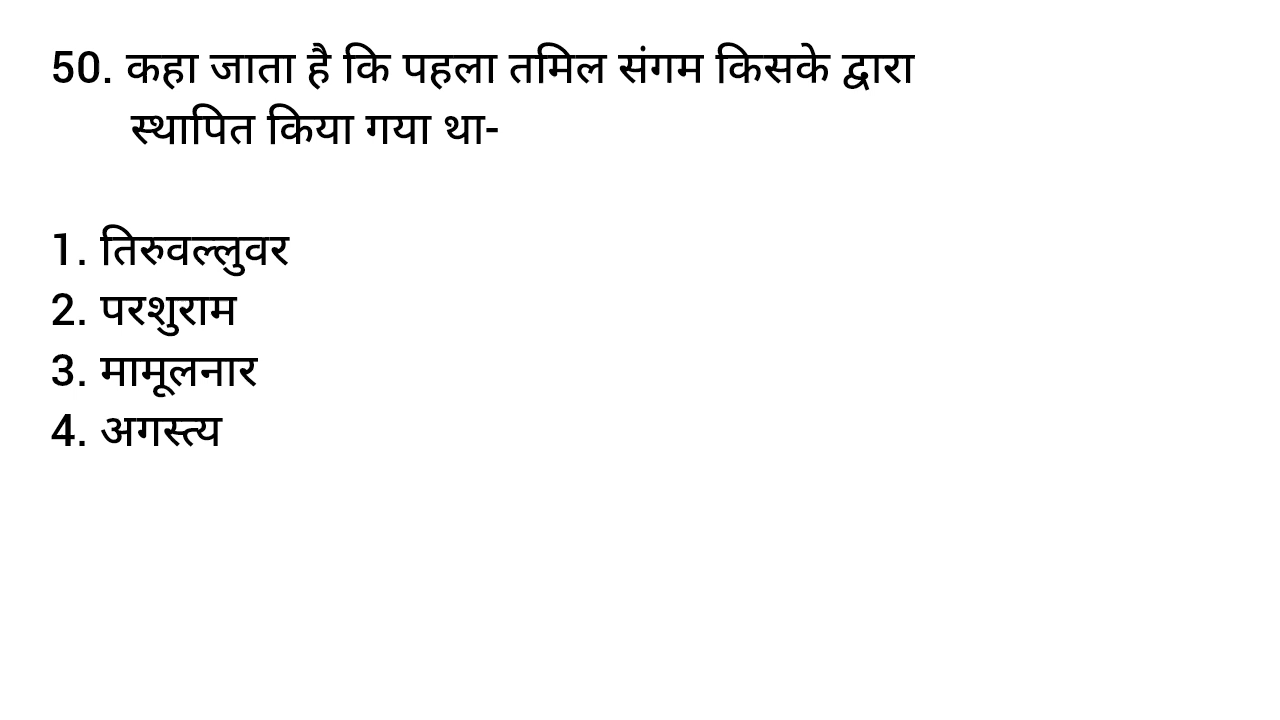 50. कहा जाता है कि पहला तमिल संगम किसके द्वारा
स्थापित किया गया था-
1. तिरुवल्लुवर
2. परशुराम
3. मामूलनार
4. अगस्त्य